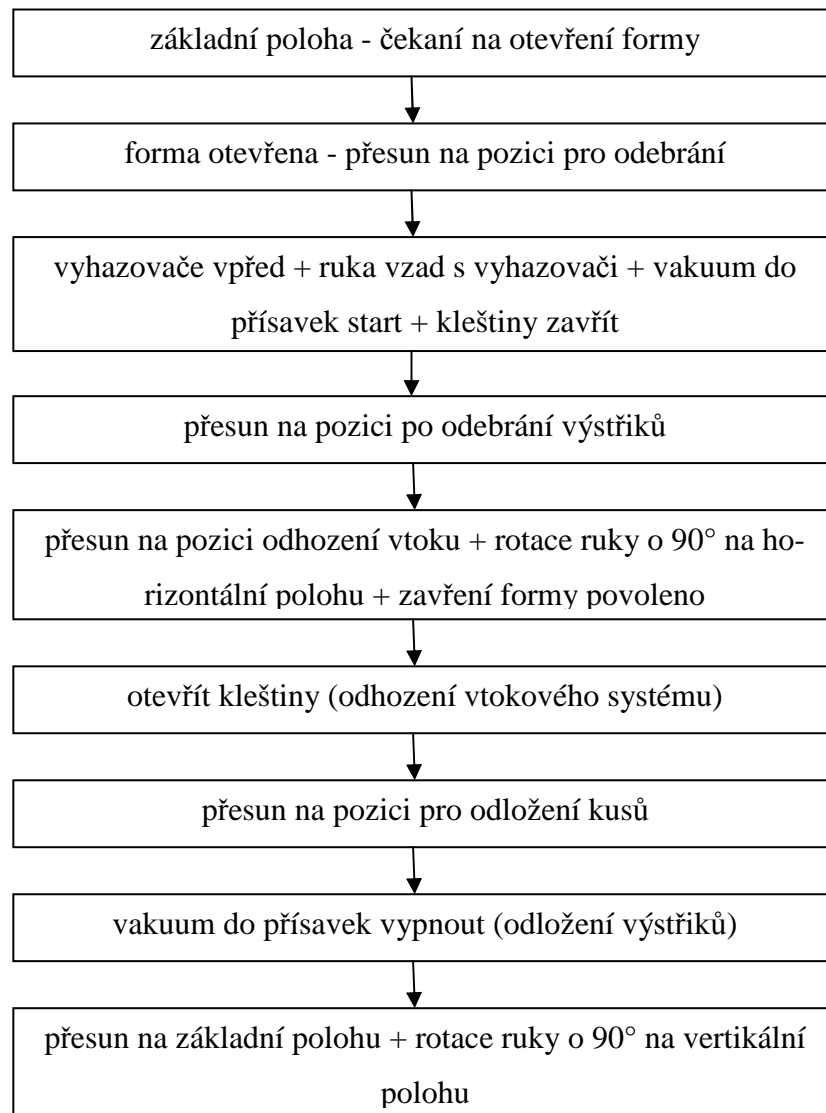 základní poloha - čekaní na otevření formy
forma otevřena - přesun na pozici pro odebrání
vyhazovače vpřed + ruka vzad s vyhazovači + vakuum do
přísavek start + kleštiny zavřít
přesun na pozici po odebrání výstřiků
přesun na pozici odhození vtoku + rotace ruky o 90° na ho-
rizontální polohu + zavření formy povoleno
otevřít kleštiny (odhození vtokového systému)
přesun na pozici pro odložení kusů
vakuum do přísavek vypnout (odložení výstřiků)
přesun na základní polohu + rotace ruky o 90° na vertikální
polohu